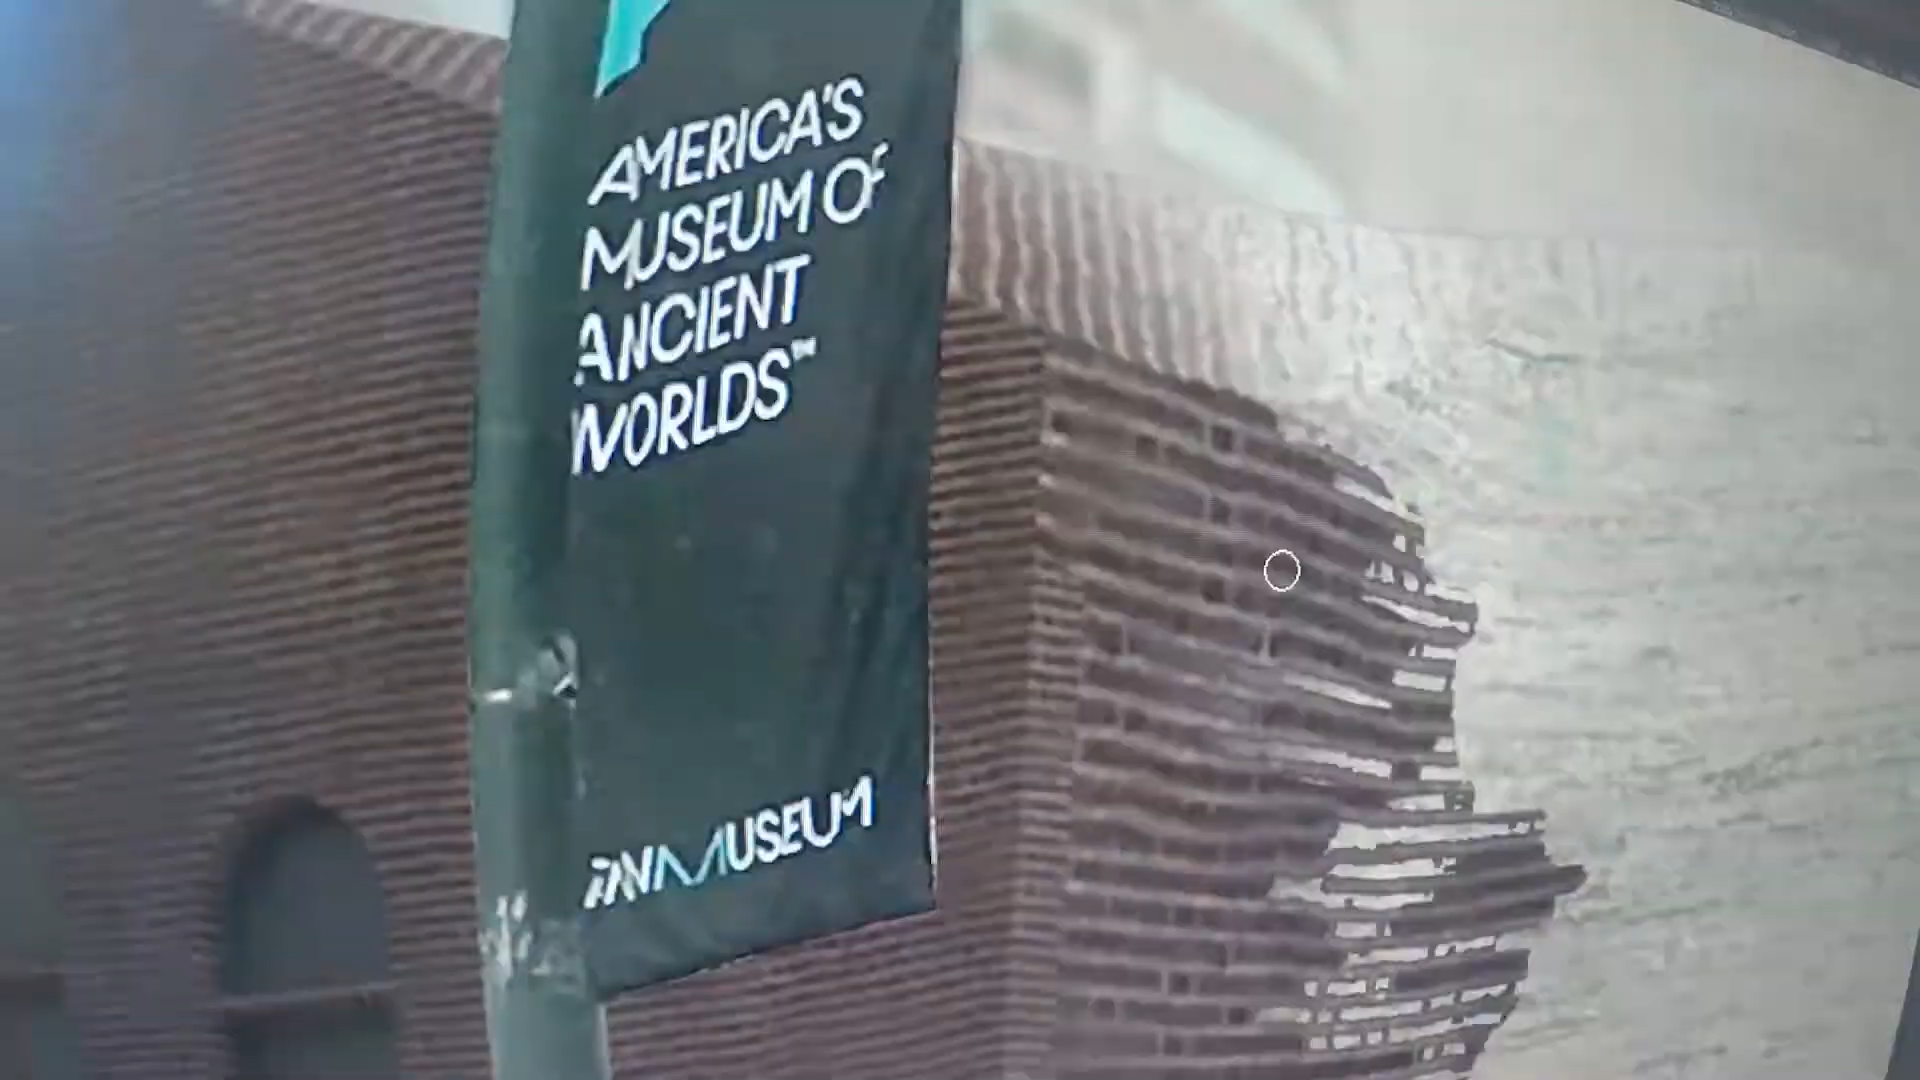 AMERICA'S
MUSEUM OF
ANCIENT
WORLDS™
MUSEUM